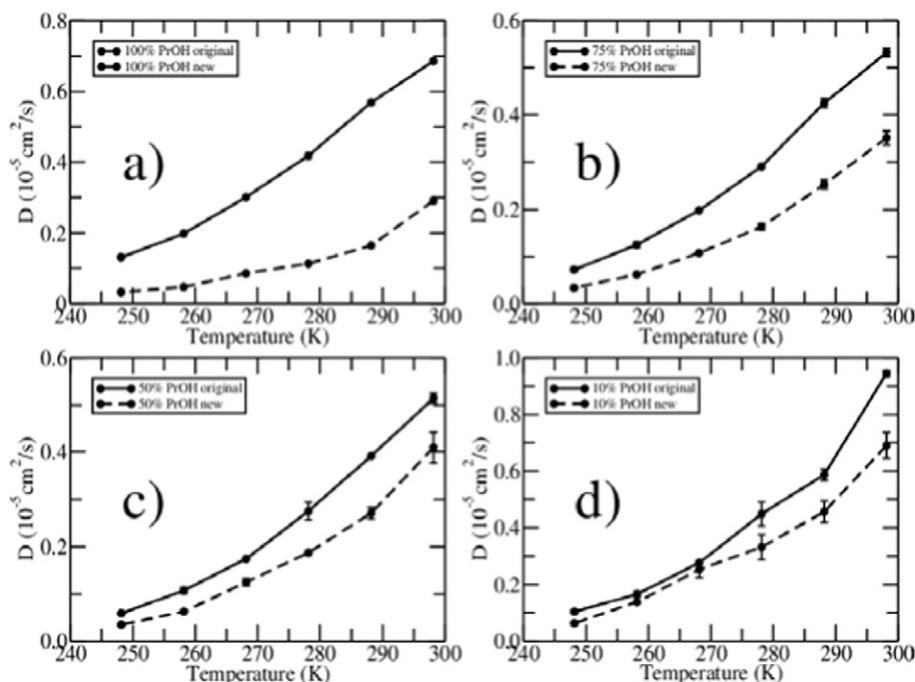 0.8
0.6
0.4
0.2
0
D (10⁻⁵ cm²/s)
100% PrOH original
100% PrOH new
a)
240 250 260 270 280 290 300
Temperature (K)
0.6
0.4
0.2
0.0
D (10⁻⁵ cm²/s)
75% PrOH original
75% PrOH new
b)
240 250 260 270 280 290 300
Temperature (K)
0.6
0.4
0.2
0.0
D (10⁻⁵ cm²/s)
50% PrOH original
50% PrOH new
c)
240 250 260 270 280 290 300
Temperature (K)
1.0
0.8
0.6
0.4
0.2
0.0
D (10⁻⁵ cm²/s)
10% PrOH original
10% PrOH new
d)
240 250 260 270 280 290 300
Temperature (K)